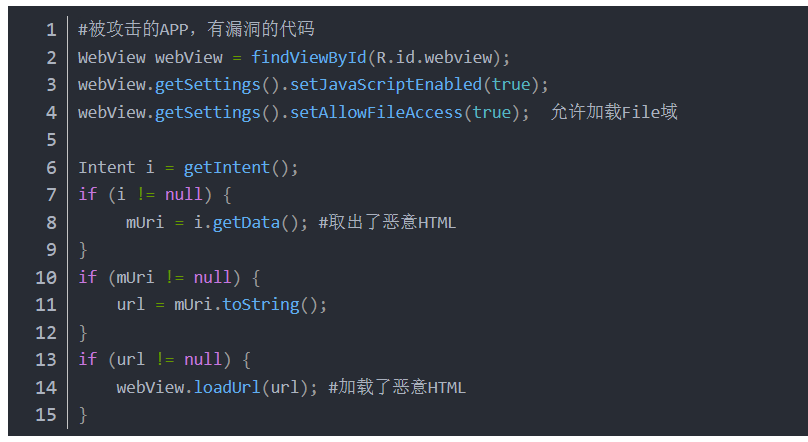 1 #被攻击的APP，有漏洞的代码
2 WebView webView = findViewById(R.id.webview);
3 webView.getSettings().setJavaScriptEnabled(true);
4 webView.getSettings().setAllowFileAccess(true);  允许加载File域
5
6 Intent i = getIntent();
7 if (i != null) {
8      mUri = i.getData(); #取出了恶意HTML
9 }
10 if (mUri != null) {
11     url = mUri.toString();
12 }
13 if (url != null) {
14     webView.loadUrl(url); #加载了恶意HTML
15 }